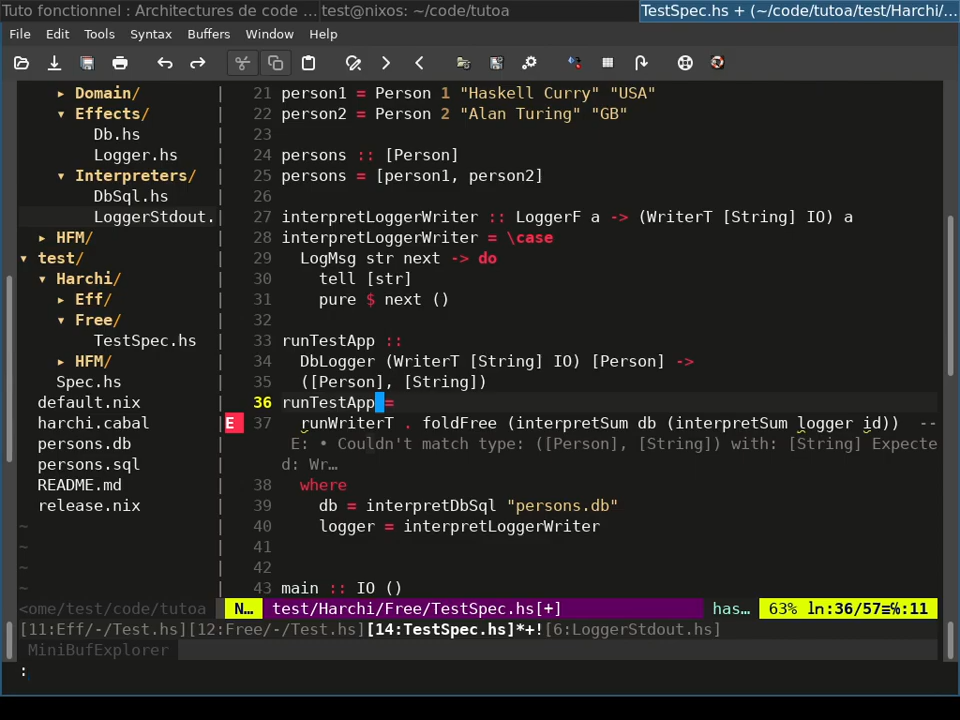 Tuto fonctionnel : Architectures de code ... test@nixos: ~/code/tutoa TestSpec.hs + (~/code/tutoa/test/Harchi/...
File Edit Tools Syntax Buffers Window Help
▸ Domain/
▾ Effects/
Db.hs
Logger.hs
▾ Interpreters/
DbSql.hs
LoggerStdout.
▸ HFM/
▾ test/
▾ Harchi/
▸ Eff/
▾ Free/
TestSpec.hs
▸ HFM/
Spec.hs
default.nix
harchi.cabal
persons.db
persons.sql
README.md
release.nix
~
~
~
~
21 person1 = Person 1 "Haskell Curry" "USA"
22 person2 = Person 2 "Alan Turing" "GB"
23
24 persons :: [Person]
25 persons = [person1, person2]
26
27 interpretLoggerWriter :: LoggerF a -> (WriterT [String] IO) a
28 interpretLoggerWriter = \case
29   LogMsg str next -> do
30     tell [str]
31     pure $ next ()
32
33 runTestApp ::
34   DbLogger (WriterT [String] IO) [Person] ->
35   ([Person], [String])
36 runTestApp =
E 37   runWriterT . foldFree (interpretSum db (interpretSum logger id))  --
E: • Couldn't match type: ([Person], [String]) with: [String] Expecte
d: Wr…
38   where
39     db = interpretDbSql "persons.db"
40     logger = interpretLoggerWriter
41
42
43 main :: IO ()
<ome/test/code/tutoa N… test/Harchi/Free/TestSpec.hs[+] has… 63% ln:36/57≡℅:11
[11:Eff/-/Test.hs][12:Free/-/Test.hs][14:TestSpec.hs]*+![6:LoggerStdout.hs]
MiniBufExplorer
: